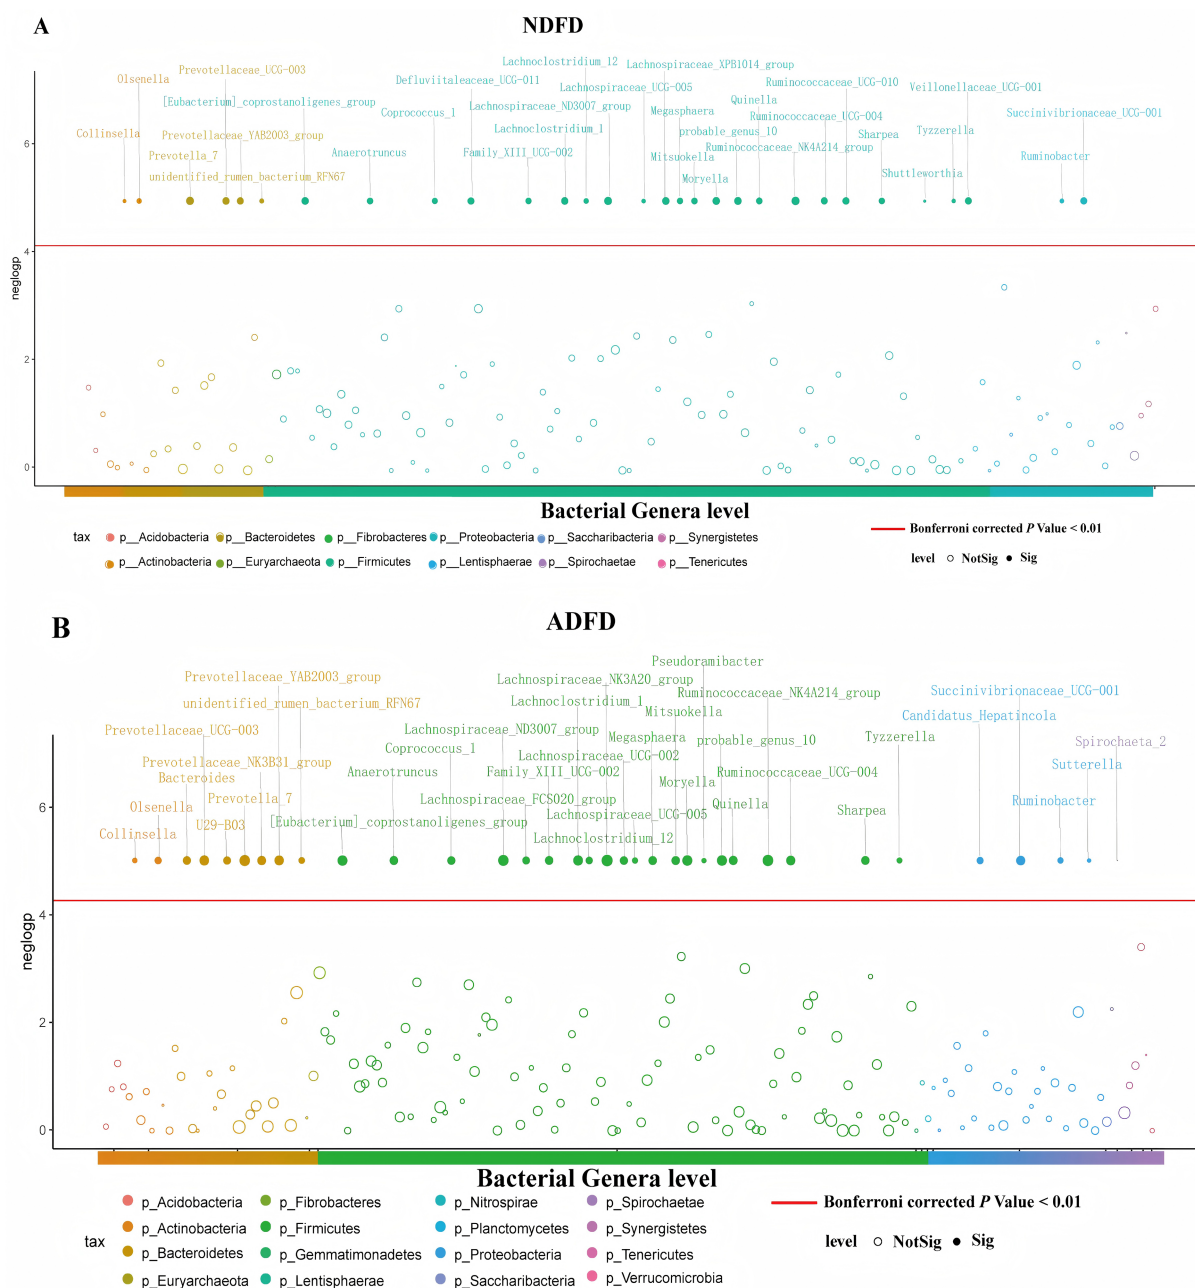 A
NDFD
Lachnoclostridium_12
Lachnospiraceae_XPB1014_group
Prevotellaceae_UCG-003
Olsenella
Defluviitaleaceae_UCG-011
Lachnospiraceae_UCG-005
Ruminococcaceae_UCG-010
Veillonellaceae_UCG-001
[Eubacterium]_coprostanoligenes_group
Lachnospiraceae_ND3007_group
Quinella
Coprococcus_1
Megasphaera
Ruminococcaceae_UCG-004
Succinivibrionaceae_UCG-001
Collinsella
Prevotellaceae_YAB2003_group
Lachnoclostridium_1
probable_genus_10
Sharpea
Tyzzerella
Prevotella_7
Anaerotruncus
Family_XIII_UCG-002
Mitsuokella
Ruminococcaceae_NK4A214_group
Ruminobacter
unidentified_rumen_bacterium_RFN67
Moryella
Shuttleworthia
6
4
2
0
neglogp
Bacterial Genera level
tax
p__Acidobacteria
p__Bacteroidetes
p__Fibrobacteres
p__Proteobacteria
p__Saccharibacteria
p__Synergistetes
p__Actinobacteria
p__Euryarchaeota
p__Firmicutes
p__Lentisphaerae
p__Spirochaetae
p__Tenericutes
Bonferroni corrected P Value < 0.01
level NotSig Sig
B
ADFD
Pseudoramibacter
Prevotellaceae_YAB2003_group
Lachnospiraceae_NK3A20_group
Ruminococcaceae_NK4A214_group
Succinivibrionaceae_UCG-001
unidentified_rumen_bacterium_RFN67
Lachnoclostridium_1
Mitsuokella
Candidatus_Hepatincola
Prevotellaceae_UCG-003
Lachnospiraceae_ND3007_group
Megasphaera
probable_genus_10
Tyzzerella
Spirochaeta_2
Coprococcus_1
Lachnospiraceae_UCG-002
Prevotellaceae_NK3B31_group
Sutterella
Bacteroides
Anaerotruncus
Family_XIII_UCG-002
Moryella
Ruminococcaceae_UCG-004
Olsenella
Prevotella_7
Lachnospiraceae_FCS020_group
Quinella
Ruminobacter
Collinsella
U29-B03
[Eubacterium]_coprostanoligenes_group
Lachnospiraceae_UCG-005
Sharpea
Lachnoclostridium_12
6
4
2
0
neglogp
Bacterial Genera level
tax
p_Acidobacteria
p_Fibrobacteres
p_Nitrospirae
p_Spirochaetae
p_Actinobacteria
p_Firmicutes
p_Planctomycetes
p_Synergistetes
p_Bacteroidetes
p_Gemmatimonadetes
p_Proteobacteria
p_Tenericutes
p_Euryarchaeota
p_Lentisphaerae
p_Saccharibacteria
p_Verrucomicrobia
Bonferroni corrected P Value < 0.01
level NotSig Sig